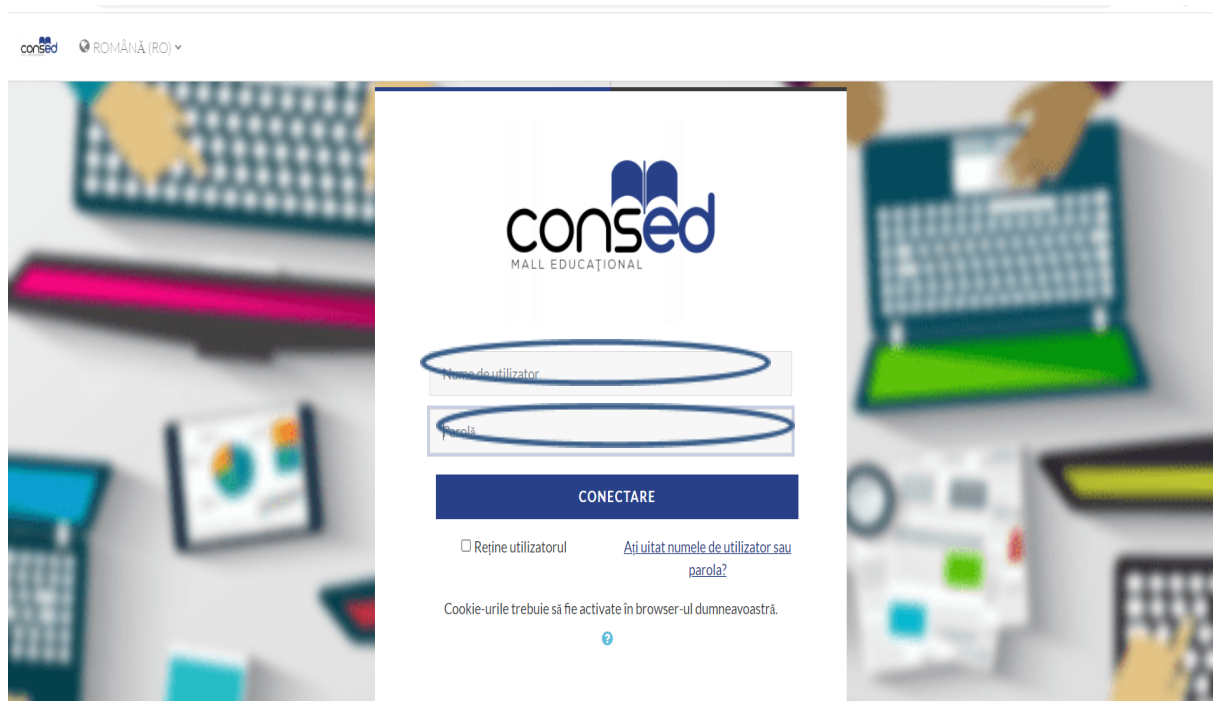 consed
ROMÂNĂ (RO)
consed
MALL EDUCAŢIONAL
Nume de utilizator
Parolă
CONECTARE
Reține utilizatorul
Ați uitat numele de utilizator sau
parola?
Cookie-urile trebuie să fie activate în browser-ul dumneavoastră.